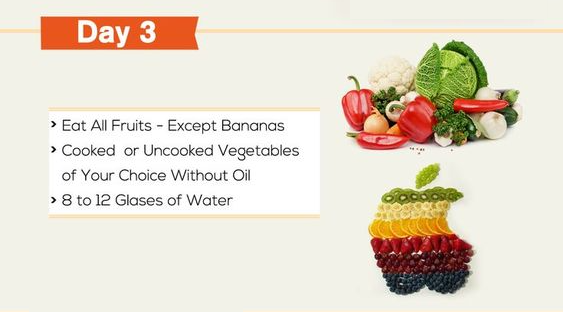 Day 3
> Eat All Fruits - Except Bananas
> Cooked or Uncooked Vegetables
of Your Choice Without Oil
> 8 to 12 Glases of Water